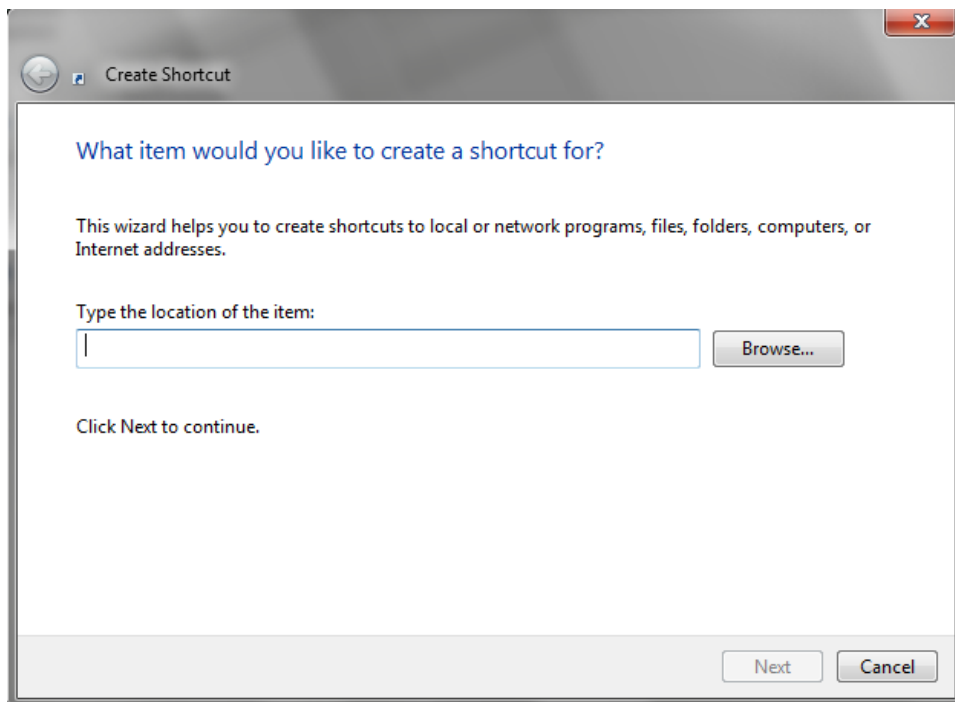 Create Shortcut
What item would you like to create a shortcut for?
This wizard helps you to create shortcuts to local or network programs, files, folders, computers, or
Internet addresses.
Type the location of the item:
Browse...
Click Next to continue.
Next
Cancel